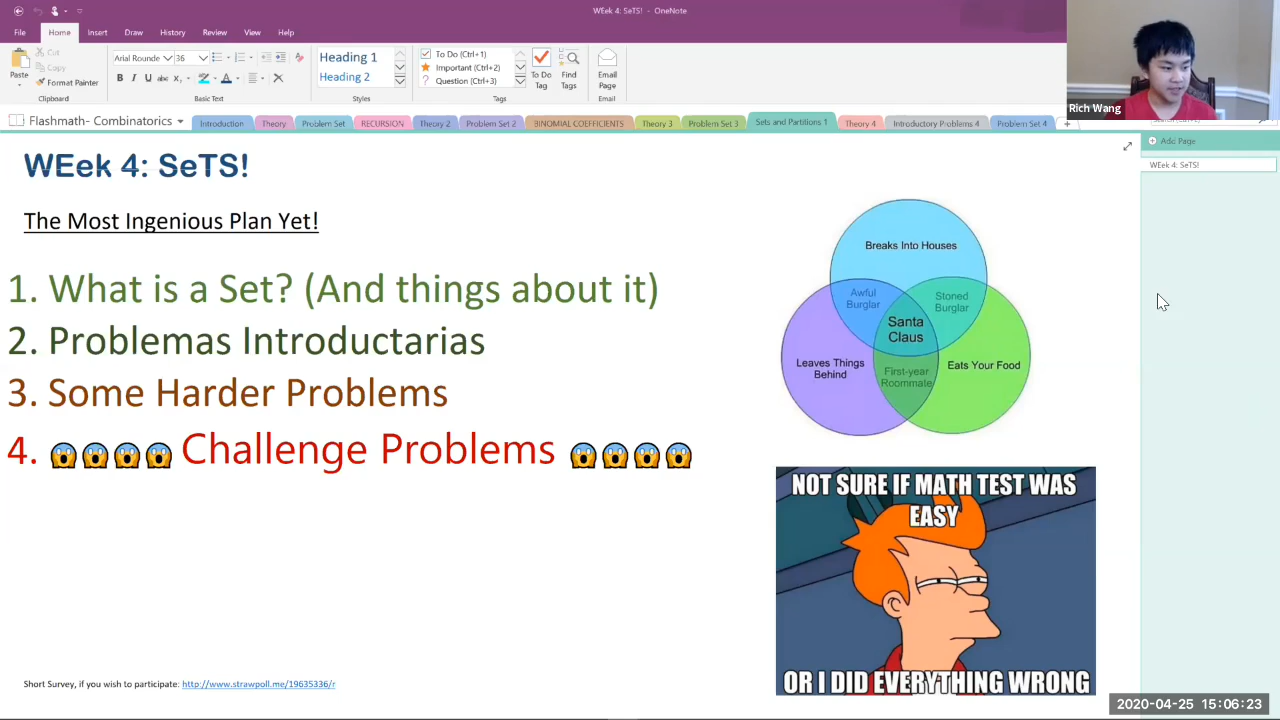 WEek 4: SeTS! - OneNote
File Home Insert Draw History Review View Help
Paste
Cut
Copy
Format Painter
Clipboard
Arial Rounde 36
Basic Text
Heading 1
Heading 2
Styles
To Do (Ctrl+1)
Important (Ctrl+2)
Question (Ctrl+3)
To Do Tag
Find Tags
Tags
Email Page
Email
Rich Wang
Flashmath- Combinatorics
Introduction Theory Problem Set RECURSION Theory 2 Problem Set 2 BINOMIAL COEFFICIENTS Theory 3 Problem Set 3 Sets and Partitions 1 Theory 4 Introductory Problems 4 Problem Set 4
Add Page
WEek 4: SeTS!
WEek 4: SeTS!
The Most Ingenious Plan Yet!
1. What is a Set? (And things about it)
2. Problemas Introductarias
3. Some Harder Problems
4. 😱😱😱😱 Challenge Problems 😱😱😱😱
Breaks Into Houses
Awful
Burglar
Stoned
Burglar
Santa
Claus
Leaves Things
Behind
Eats Your Food
First-year
Roommate
NOT SURE IF MATH TEST WAS
EASY
OR I DID EVERYTHING WRONG
Short Survey, if you wish to participate: http://www.strawpoll.me/19635336/r
2020-04-25 15:06:23